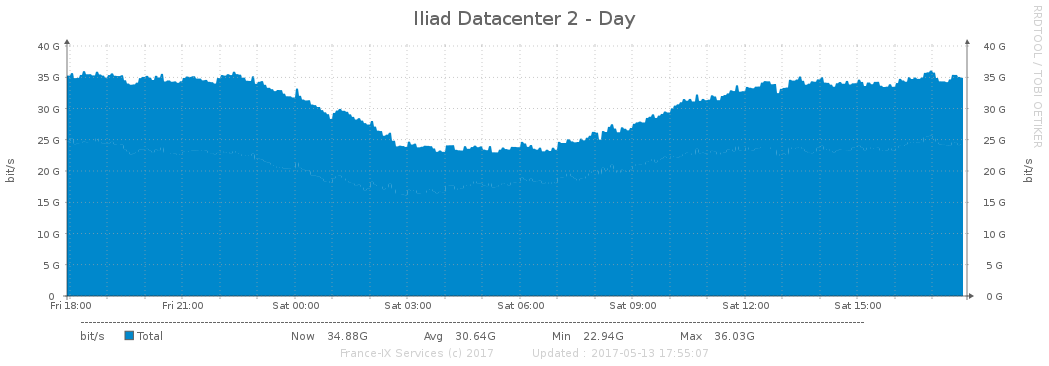 Iliad Datacenter 2 - Day
RRDTOOL / TOBI OETIKER
40 G 40 G
35 G 35 G
30 G 30 G
25 G 25 G
20 G 20 G
15 G 15 G
10 G 10 G
5 G 5 G
0 0 G
bit/s
bit/s
Fri 18:00 Fri 21:00 Sat 00:00 Sat 03:00 Sat 06:00 Sat 09:00 Sat 12:00 Sat 15:00
bit/s Total Now 34.88G Avg 30.64G Min 22.94G Max 36.03G
France-IX Services (c) 2017 Updated : 2017-05-13 17:55:07